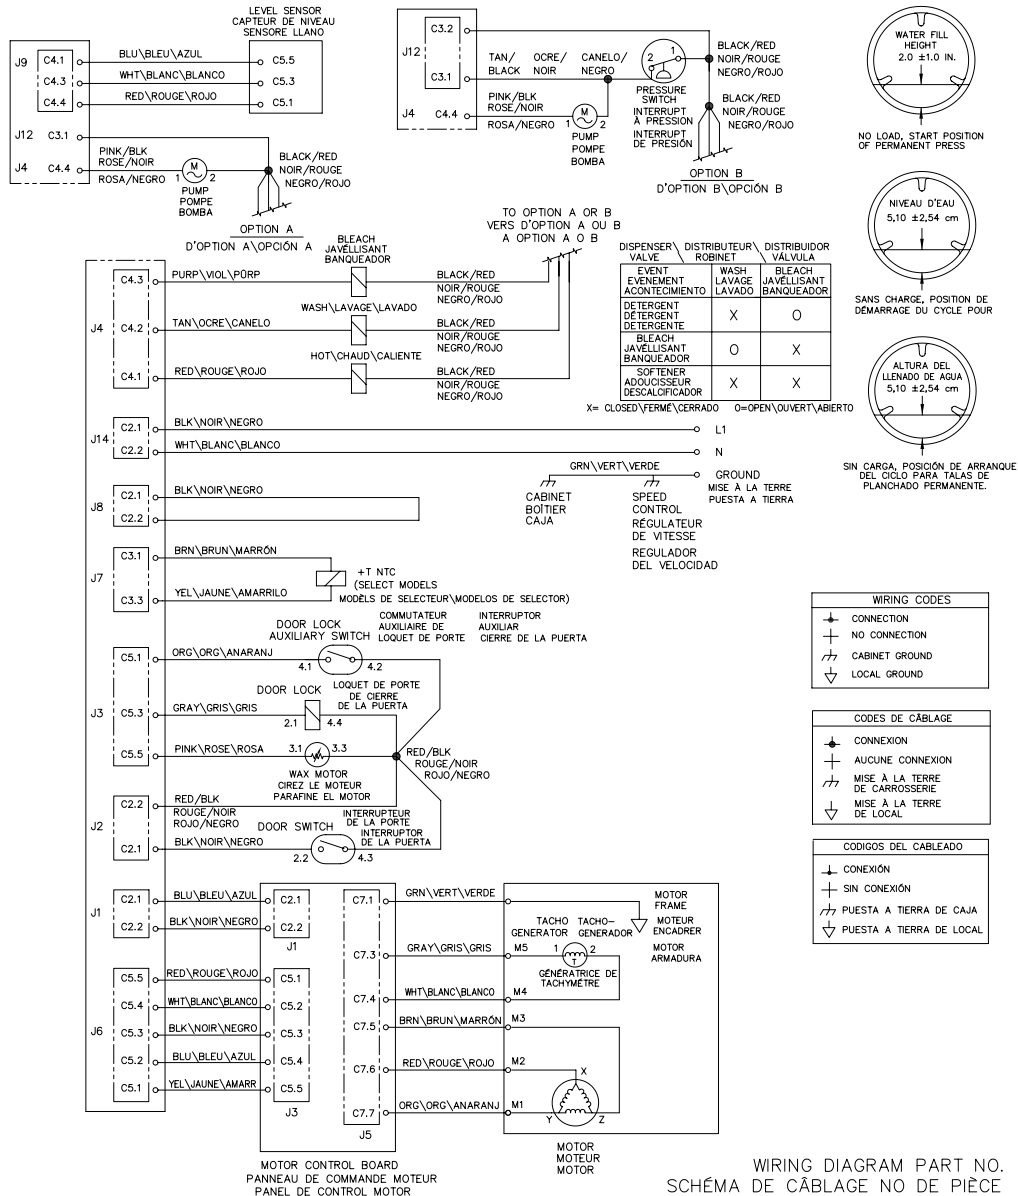 LEVEL SENSOR
CAPTEUR DE NIVEAU
SENSORE LLANO
J9
C4.1
BLU\BLEU\AZUL
C5.5
C4.3
WHT\BLANC\BLANCO
C5.3
C4.4
RED\ROUGE\ROJO
C5.1
J12
C3.1
J4
C4.4
PINK/BLK
ROSE/NOIR
ROSA/NEGRO
1
M
2
PUMP
POMPE
BOMBA
BLACK/RED
NOIR/ROUGE
NEGRO/ROJO
OPTION A
D'OPTION A\OPCIÓN A
C3.2
J12
C3.1
J4
C4.4
TAN/ OCRE/ CANELO/
BLACK NOIR NEGRO
PINK/BLK
ROSE/NOIR
ROSA/NEGRO
1
M
2
PUMP
POMPE
BOMBA
2
1
PRESSURE
SWITCH
INTERRUPT
À PRESSION
INTERRUPT
DE PRESIÓN
BLACK/RED
NOIR/ROUGE
NEGRO/ROJO
BLACK/RED
NOIR/ROUGE
NEGRO/ROJO
OPTION B
D'OPTION B\OPCIÓN B
WATER FILL
HEIGHT
2.0 ±1.0 IN.
NO LOAD, START POSITION
OF PERMANENT PRESS
NIVEAU D'EAU
5,10 ±2,54 cm
SANS CHARGE, POSITION DE
DÉMARRAGE DU CYCLE POUR
ALTURA DEL
LLENADO DE AGUA
5,10 ±2,54 cm
SIN CARGA, POSICIÓN DE ARRANQUE
DEL CICLO PARA TALAS DE
PLANCHADO PERMANENTE.
TO OPTION A OR B
VERS D'OPTION A OU B
A OPTION A O B
J4
C4.3
PURP\VIOL\PÚRP
BLEACH
JAVÉLLISANT
BANQUEADOR
BLACK/RED
NOIR/ROUGE
NEGRO/ROJO
C4.2
TAN\OCRE\CANELO
WASH\LAVAGE\LAVADO
BLACK/RED
NOIR/ROUGE
NEGRO/ROJO
C4.1
RED\ROUGE\ROJO
HOT\CHAUD\CALIENTE
BLACK/RED
NOIR/ROUGE
NEGRO/ROJO
DISPENSER\ DISTRIBUTEUR\ DISTRIBUIDOR
VALVE \ ROBINET \ VÁLVULA
EVENT WASH BLEACH
EVENEMENT LAVAGE JAVÉLLISANT
ACONTECIMIENTO LAVADO BANQUEADOR
DETERGENT
DÉTERGENT X O
DETERGENTE
BLEACH
JAVÉLLISANT O X
BANQUEADOR
SOFTENER
ADOUCISSEUR X X
DESCALCIFICADOR
X= CLOSED\FERMÉ\CERRADO O=OPEN\OUVERT\ABIERTO
J14
C2.1
BLK\NOIR\NEGRO
L1
C2.2
WHT\BLANC\BLANCO
N
GRN\VERT\VERDE
GROUND
MISE À LA TERRE
PUESTA A TIERRA
CABINET
BOÎTIER
CAJA
SPEED
CONTROL
RÉGULATEUR
DE VITESSE
REGULADOR
DEL VELOCIDAD
J8
C2.1
BLK\NOIR\NEGRO
C2.2
J7
C3.1
BRN\BRUN\MARRÓN
C3.3
YEL\JAUNE\AMARRILO
+T NTC
(SELECT MODELS
MODÈLS DE SELECTEUR\MODELOS DE SELECTOR)
J3
C5.1
ORG\ORG\ANARANJ
DOOR LOCK
AUXILIARY SWITCH
COMMUTATEUR
AUXILIAIRE DE
LOQUET DE PORTE
INTERRUPTOR
AUXILIAR
CIERRE DE LA PUERTA
4.1
4.2
C5.3
GRAY\GRIS\GRIS
DOOR LOCK
LOQUET DE PORTE
DE CIERRE
DE LA PUERTA
2.1
4.4
C5.5
PINK\ROSE\ROSA
3.1
3.3
WAX MOTOR
CIREZ LE MOTEUR
PARAFINE EL MOTOR
RED/BLK
ROUGE/NOIR
ROJO/NEGRO
J2
C2.2
RED/BLK
ROUGE/NOIR
ROJO/NEGRO
C2.1
BLK\NOIR\NEGRO
DOOR SWITCH
INTERRUPTEUR
DE LA PORTE
INTERRUPTOR
DE LA PUERTA
2.2
4.3
WIRING CODES
CONNECTION
NO CONNECTION
CABINET GROUND
LOCAL GROUND
CODES DE CÂBLAGE
CONNEXION
AUCUNE CONNEXION
MISE À LA TERRE
DE CARROSSERIE
MISE À LA TERRE
DE LOCAL
CODIGOS DEL CABLEADO
CONEXIÓN
SIN CONEXIÓN
PUESTA A TIERRA DE CAJA
PUESTA A TIERRA DE LOCAL
J1
C2.1
BLU\BLEU\AZUL
C2.1
C2.2
BLK\NOIR\NEGRO
C2.2
J1
J6
C5.5
RED\ROUGE\ROJO
C5.1
C5.4
WHT\BLANC\BLANCO
C5.2
C5.3
BLK\NOIR\NEGRO
C5.3
C5.2
BLU\BLEU\AZUL
C5.4
C5.1
YEL\JAUNE\AMARR
C5.5
J3
C7.1
GRN\VERT\VERDE
MOTOR
FRAME
MOTEUR
ENCADRER
MOTOR
ARMADURA
C7.3
GRAY\GRIS\GRIS
M5
TACHO TACHO-
GENERATOR GENERADOR
1
2
T
GÉNÉRATRICE DE
TACHYMÉTRE
C7.4
WHT\BLANC\BLANCO
M4
C7.5
BRN\BRUN\MARRÓN
M3
C7.6
RED\ROUGE\ROJO
M2
X
C7.7
ORG\ORG\ANARANJ
M1
Y
Z
J5
MOTOR CONTROL BOARD
PANNEAU DE COMMANDE MOTEUR
PANEL DE CONTROL MOTOR
MOTOR
MOTEUR
MOTOR
WIRING DIAGRAM PART NO.
SCHÉMA DE CÂBLAGE NO DE PIÈCE